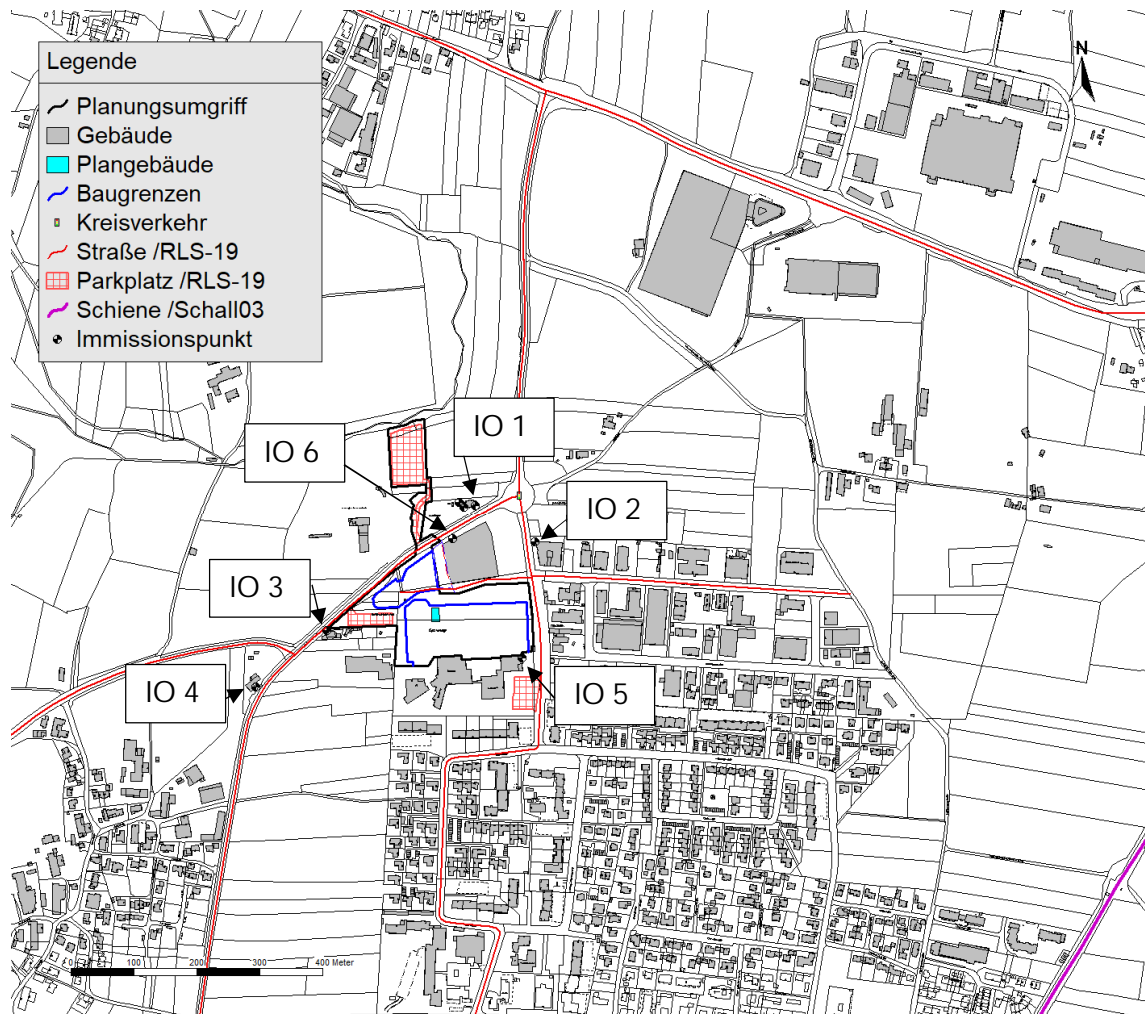 Legende
Planungsumgriff
Gebäude
Plangebäude
Baugrenzen
Kreisverkehr
Straße /RLS-19
Parkplatz /RLS-19
Schiene /Schall03
Immissionspunkt
N
IO 1
IO 6
IO 2
IO 3
IO 4
IO 5
0 100 200 300 400 Meter